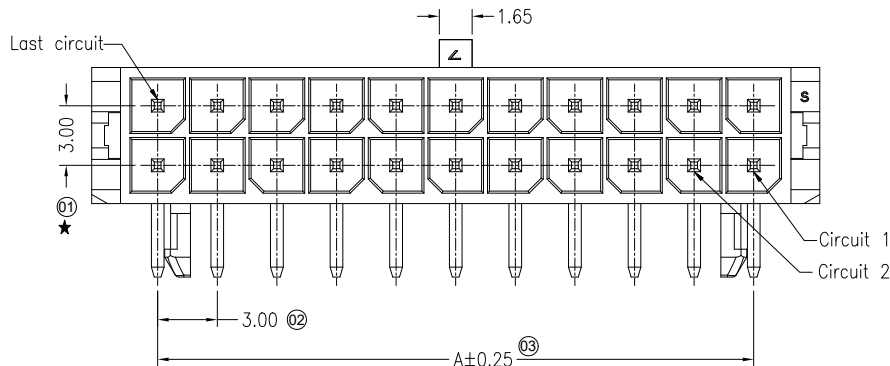 1.65
Last circuit
S
3.00
01
★
Circuit 1
Circuit 2
3.00 02
A±0.25 03